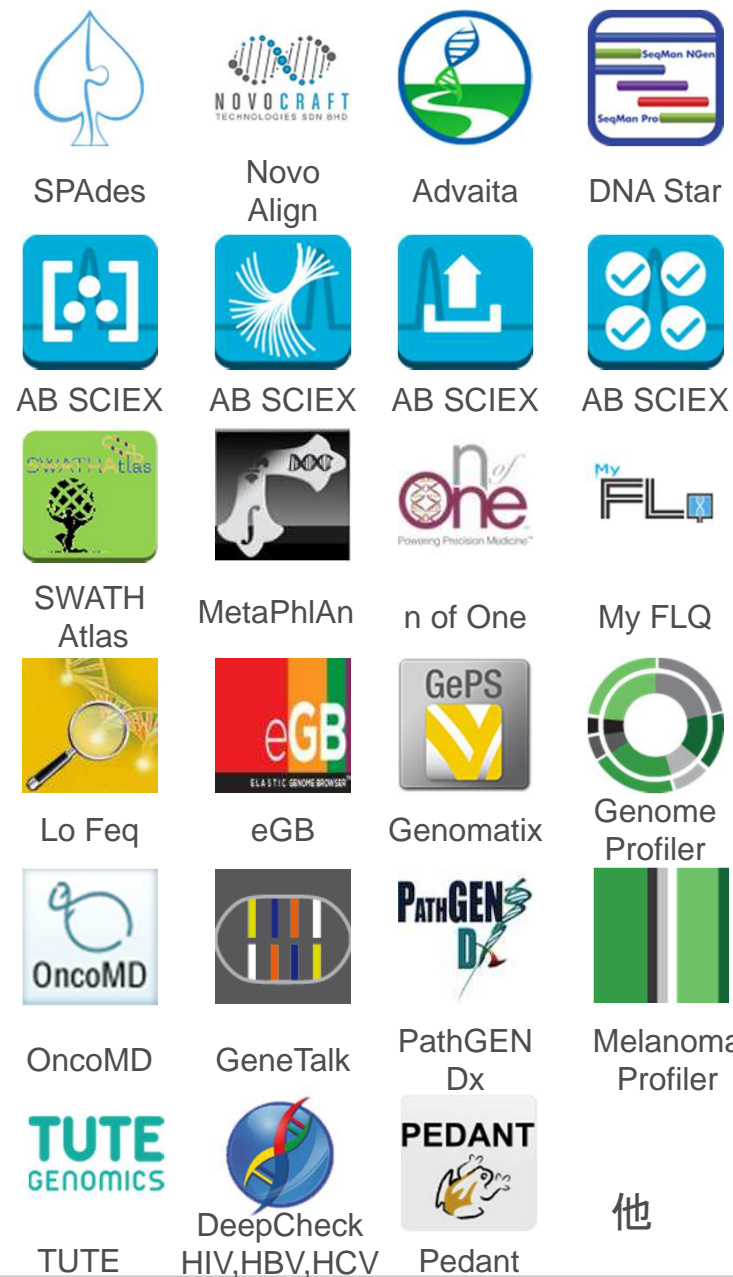 NOVOCRAFT
TECHNOLOGIES SDN BHD
SeqMan NGen
SeqMan Pro
SPAdes
Novo
Align
Advaita
DNA Star
AB SCIEX
AB SCIEX
AB SCIEX
AB SCIEX
SWATHAtlas
DOC
n of
One
Powering Precision Medicine™
My
FLQ
SWATH
Atlas
MetaPhlAn
n of One
My FLQ
eGB
ELASTIC GENOME BROWSER
GePS
Lo Feq
eGB
Genomatix
Genome
Profiler
OncoMD
PATHGEN
Dx
OncoMD
GeneTalk
PathGEN
Dx
Melanoma
Profiler
TUTE
GENOMICS
PEDANT
TUTE
DeepCheck
HIV,HBV,HCV
Pedant
他